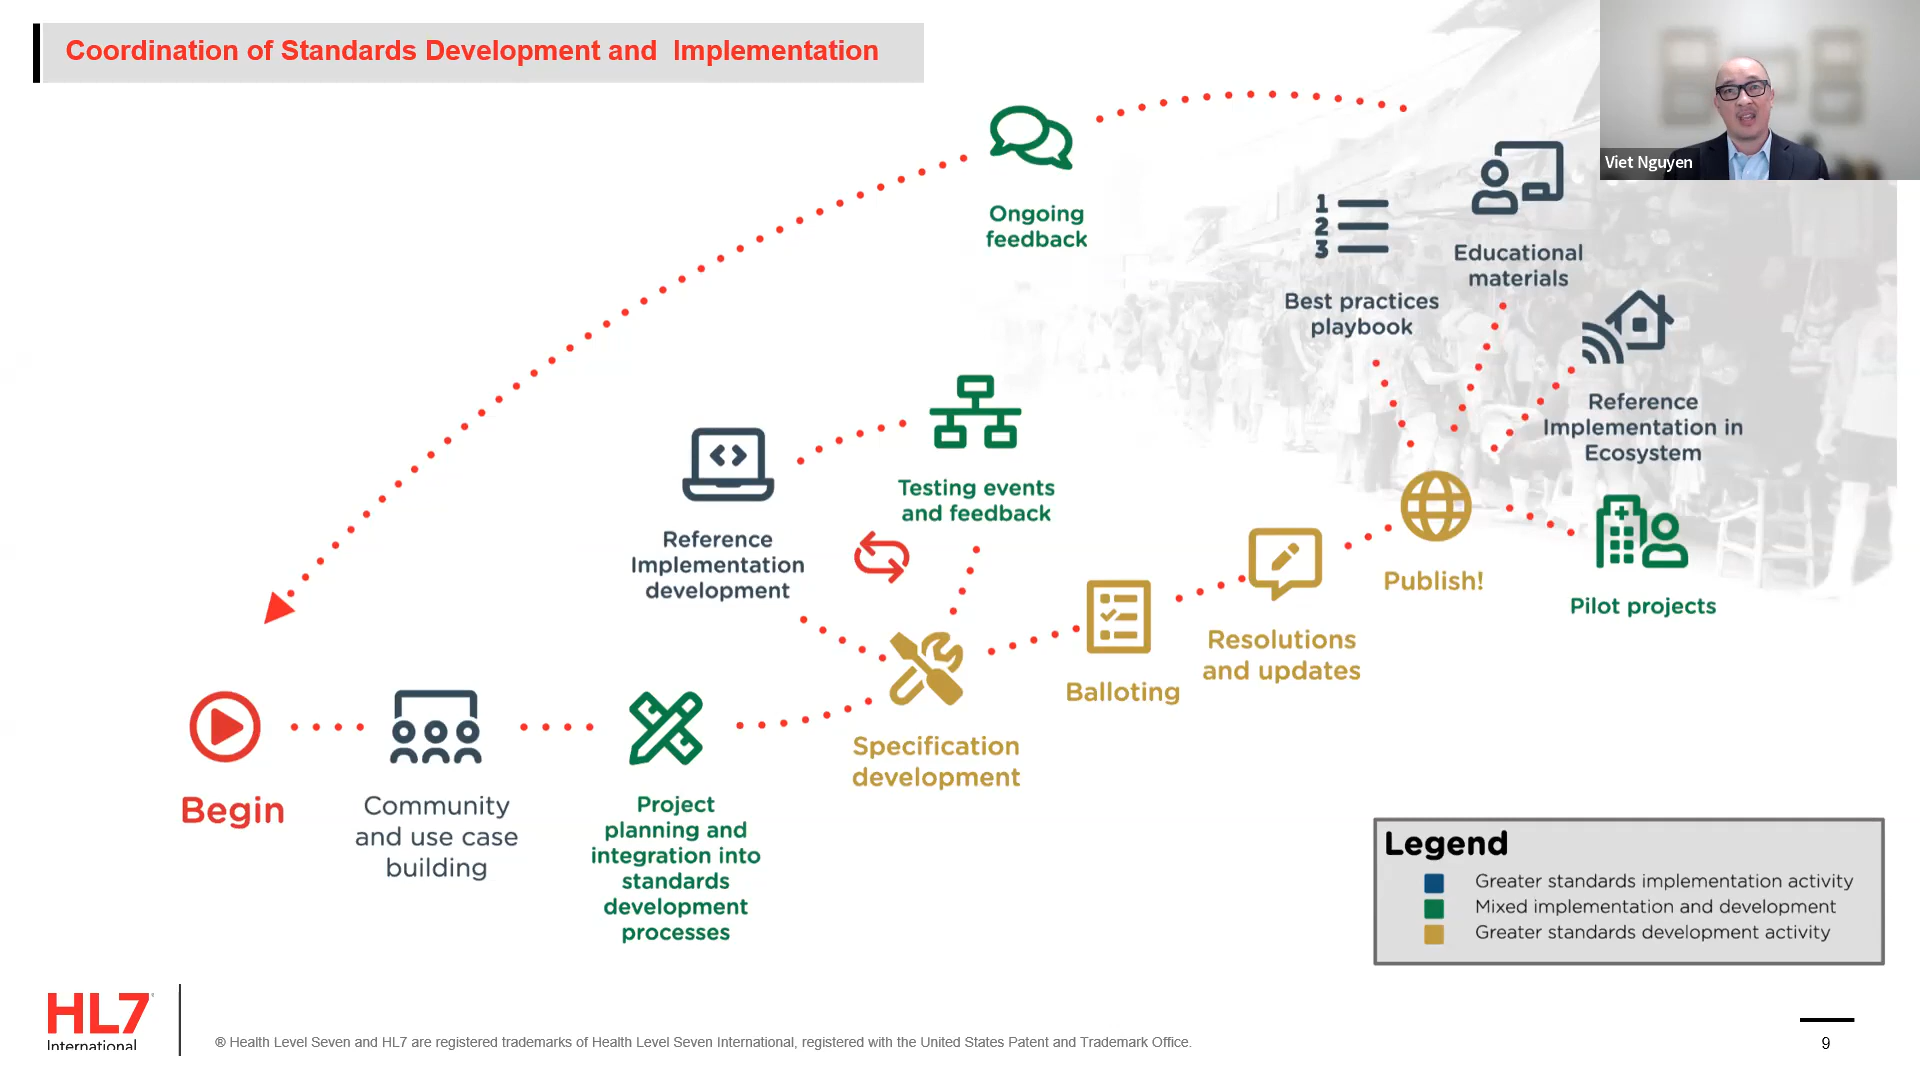 Coordination of Standards Development and  Implementation
Viet Nguyen
Ongoing
feedback
1
2
3
Best practices
playbook
Educational
materials
Reference
Implementation in
Ecosystem
Testing events
and feedback
Reference
Implementation
development
Publish!
Pilot projects
Resolutions
and updates
Balloting
Specification
development
Begin
Community
and use case
building
Project
planning and
integration into
standards
development
processes
Legend
Greater standards implementation activity
Mixed implementation and development
Greater standards development activity
HL7
International
® Health Level Seven and HL7 are registered trademarks of Health Level Seven International, registered with the United States Patent and Trademark Office.
9